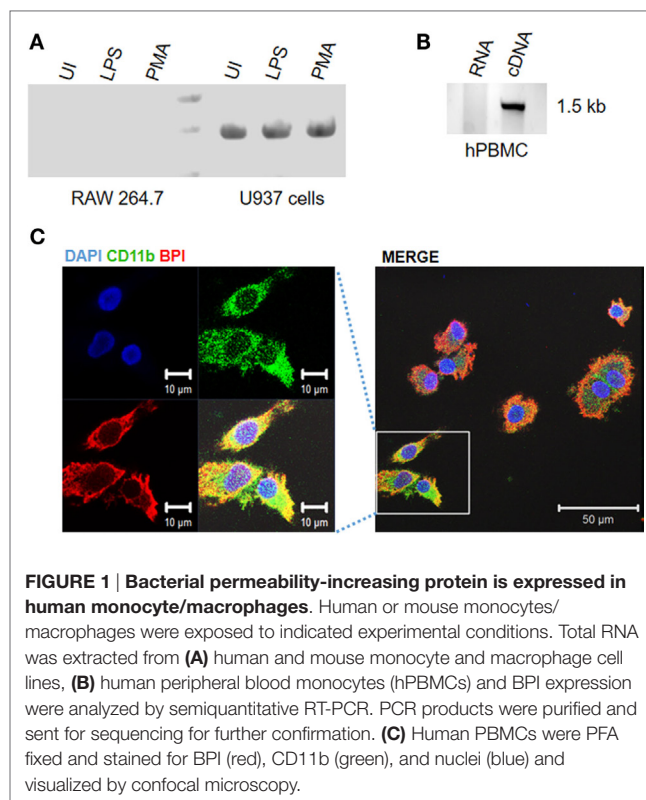 A
UI LPS PMA UI LPS PMA
RAW 264.7 U937 cells
B
RNA cDNA
1.5 kb
hPBMC
C
DAPI CD11b BPI
10 µm
10 µm
10 µm
10 µm
MERGE
50 µm
FIGURE 1 | Bacterial permeability-increasing protein is expressed in
human monocyte/macrophages. Human or mouse monocytes/
macrophages were exposed to indicated experimental conditions. Total RNA
was extracted from (A) human and mouse monocyte and macrophage cell
lines, (B) human peripheral blood monocytes (hPBMCs) and BPI expression
were analyzed by semiquantitative RT-PCR. PCR products were purified and
sent for sequencing for further confirmation. (C) Human PBMCs were PFA
fixed and stained for BPI (red), CD11b (green), and nuclei (blue) and
visualized by confocal microscopy.